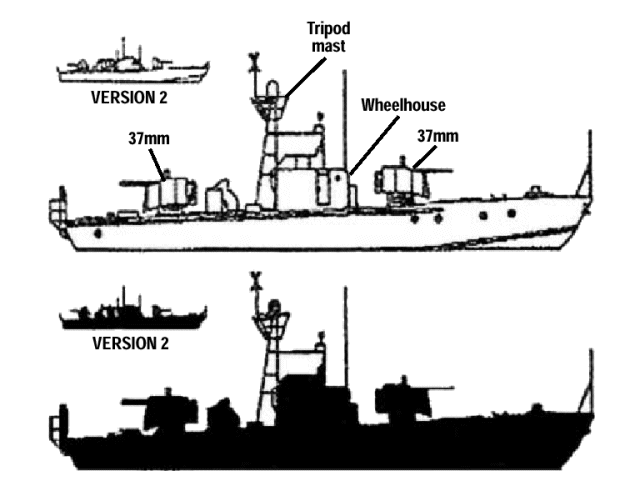 Tripod
mast
VERSION 2
Wheelhouse
37mm
37mm
VERSION 2